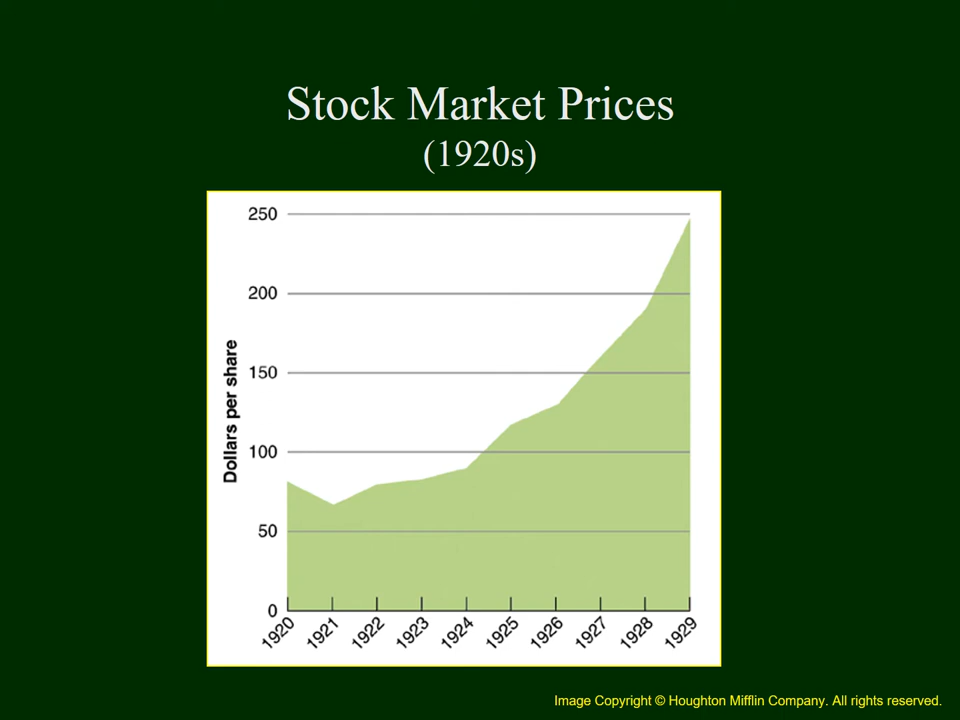 Stock Market Prices
(1920s)
250
200
150
100
50
0
Dollars per share
1920 1921 1922 1923 1924 1925 1926 1927 1928 1929
Image Copyright © Houghton Mifflin Company. All rights reserved.